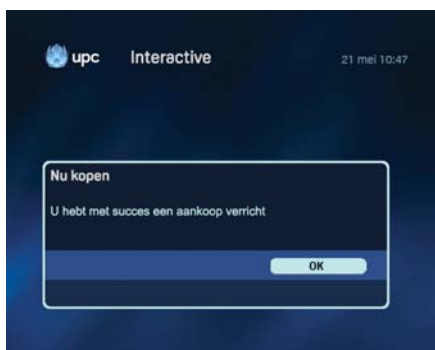 upc Interactive 21 mei 10:47
Nu kopen
U hebt met succes een aankoop verricht
OK